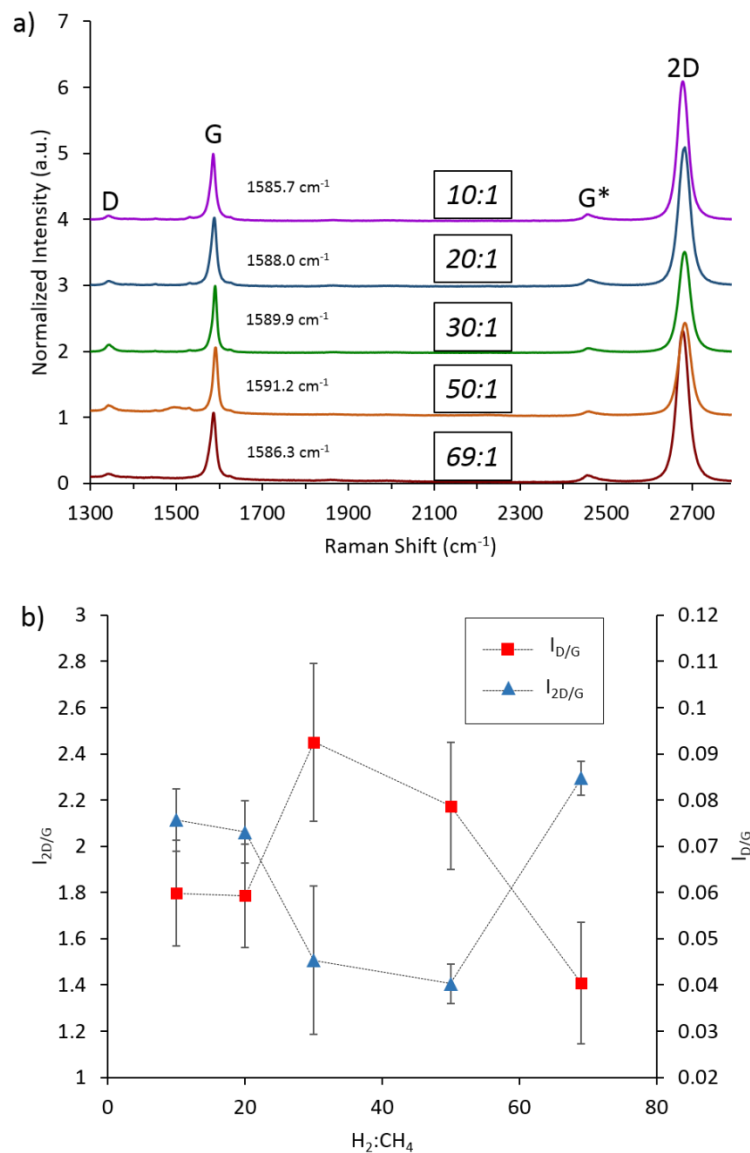 a)
7
6
5
4
3
2
1
0
Normalized Intensity (a.u.)
D
G
G*
2D
1585.7 cm⁻¹
10:1
1588.0 cm⁻¹
20:1
1589.9 cm⁻¹
30:1
1591.2 cm⁻¹
50:1
1586.3 cm⁻¹
69:1
1300 1500 1700 1900 2100 2300 2500 2700
Raman Shift (cm⁻¹)
b)
3
2.8
2.6
2.4
2.2
2
1.8
1.6
1.4
1.2
1
I2D/G
ID/G
I2D/G
0.12
0.11
0.1
0.09
0.08
0.07
0.06
0.05
0.04
0.03
0.02
ID/G
0 20 40 60 80
H₂:CH₄